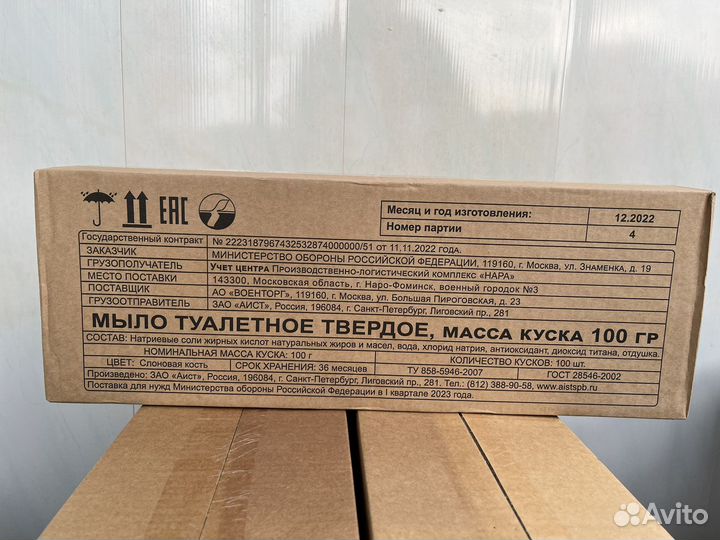 EAC
Месяц и год изготовления: 12.2022
Номер партии 4
Государственный контракт № 2223187967432532874000000/51 от 11.11.2022 года.
ЗАКАЗЧИК МИНИСТЕРСТВО ОБОРОНЫ РОССИЙСКОЙ ФЕДЕРАЦИИ, 119160, г. Москва, ул. Знаменка, д. 19
ГРУЗОПОЛУЧАТЕЛЬ Учет центра Производственно-логистический комплекс «НАРА»
МЕСТО ПОСТАВКИ 143300, Московская область, г. Наро-Фоминск, военный городок №3
ПОСТАВЩИК АО «ВОЕНТОРГ», 119160, г. Москва, ул. Большая Пироговская, д. 23
ГРУЗООТПРАВИТЕЛЬ ЗАО «АИСТ», Россия, 196084, г. Санкт-Петербург, Лиговский пр., 281
МЫЛО ТУАЛЕТНОЕ ТВЕРДОЕ, МАССА КУСКА 100 ГР
СОСТАВ: Натриевые соли жирных кислот натуральных жиров и масел, вода, хлорид натрия, антиоксидант, диоксид титана, отдушка.
НОМИНАЛЬНАЯ МАССА КУСКА: 100 г КОЛИЧЕСТВО КУСКОВ: 100 шт.
ЦВЕТ: Слоновая кость СРОК ХРАНЕНИЯ: 36 месяцев ТУ 858-5946-2007 ГОСТ 28546-2002
Произведено: ЗАО «Аист», Россия, 196084, г. Санкт-Петербург, Лиговский пр., 281. Тел.: (812) 388-90-58, www.aistspb.ru
Поставка для нужд Министерства обороны Российской Федерации в I квартале 2023 года.
Avito